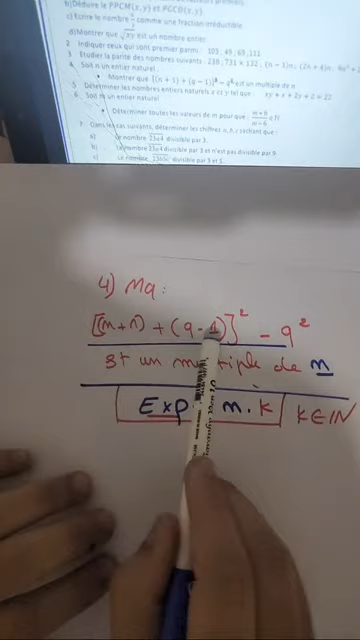 b) Déduire le PPCM(x, y) et PGCD(x, y).
c) Ecrire le nombre x/y comme une fraction irréductible
d) Montrer que √xy est un nombre entier
2 Indiquer ceux qui sont premier parmi : 103 ; 49 ; 69 ; 111
3 Etudier la parité des nombres suivants : 238 ; 731 × 132 ; (n − 1)n ; (2n + 4)n
4 Soit n un entier naturel
• Montrer que [(n + 1) + (q − 1)]² − q² est un multiple de n
5 Déterminer les nombres entiers naturels x et y tel que xy + x + 2y + 2 = 22
6 Soit n un entier naturel
Déterminer toutes les valeurs de n pour que
7 Dans les cas suivants, déterminer les chiffres a, b, c sachant que :
a) Le nombre 23a4 divisible par 3.
b) Le nombre divisible par 3 et n'est pas divisible par 9
c) Le nombre divisible par 3 et
4) Mq :
[(n+1) + (q-1)]² - q²
st un multiple de n
Exp n.k k∈IN